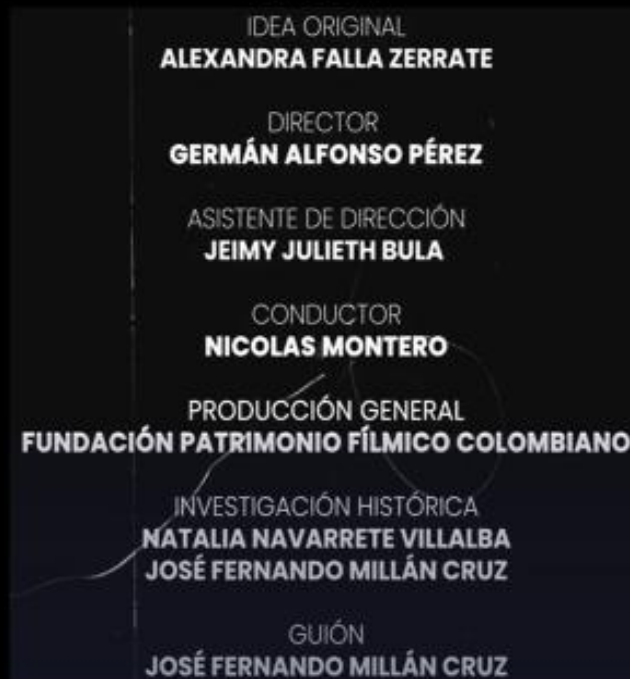 IDEA ORIGINAL
ALEXANDRA FALLA ZERRATE
DIRECTOR
GERMÁN ALFONSO PÉREZ
ASISTENTE DE DIRECCIÓN
JEIMY JULIETH BULA
CONDUCTOR
NICOLAS MONTERO
PRODUCCIÓN GENERAL
FUNDACIÓN PATRIMONIO FÍLMICO COLOMBIANO
INVESTIGACIÓN HISTÓRICA
NATALIA NAVARRETE VILLALBA
JOSÉ FERNANDO MILLÁN CRUZ
GUIÓN
JOSÉ FERNANDO MILLÁN CRUZ